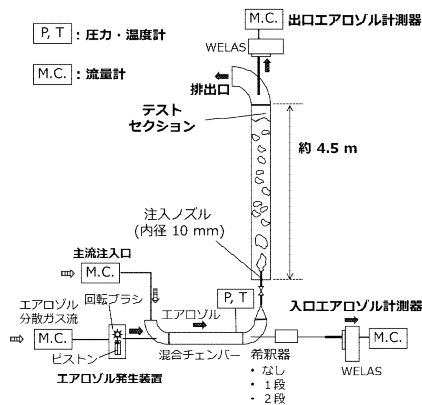 M.C.
出口エアロゾル計測器
WELAS
P, T
：圧力・温度計
M.C.
：流量計
排出口
テスト
セクション
約 4.5 m
注入ノズル
(内径 10 mm)
主流注入口
M.C.
エアロゾル
分散ガス流
回転ブラシ
エアロゾル
P, T
入口エアロゾル計測器
M.C.
ピストン
混合チェンバー
希釈器
・ なし
・ 1段
・ 2段
M.C.
WELAS
エアロゾル発生装置